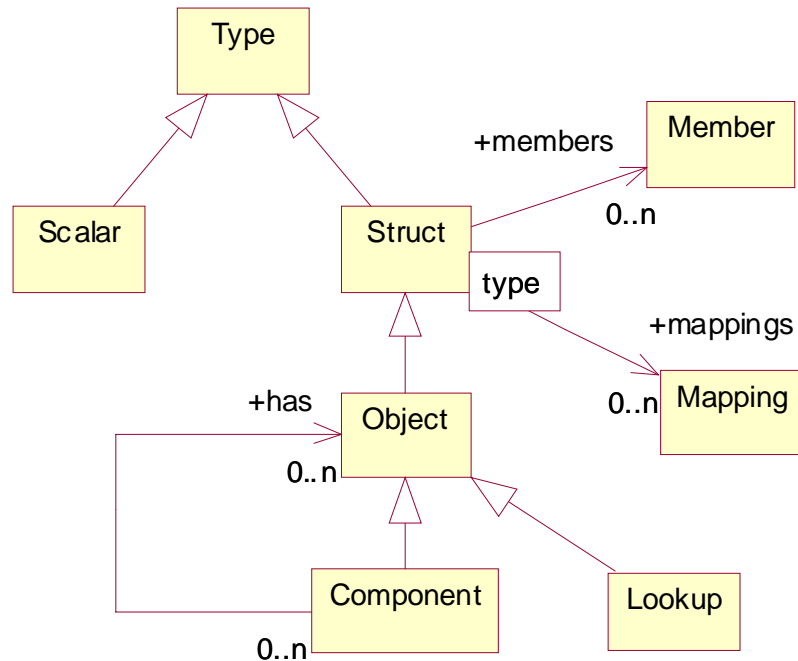 Type
+members
Member
0..n
Scalar
Struct
type
+mappings
0..n
Mapping
+has
Object
0..n
Component
0..n
Lookup